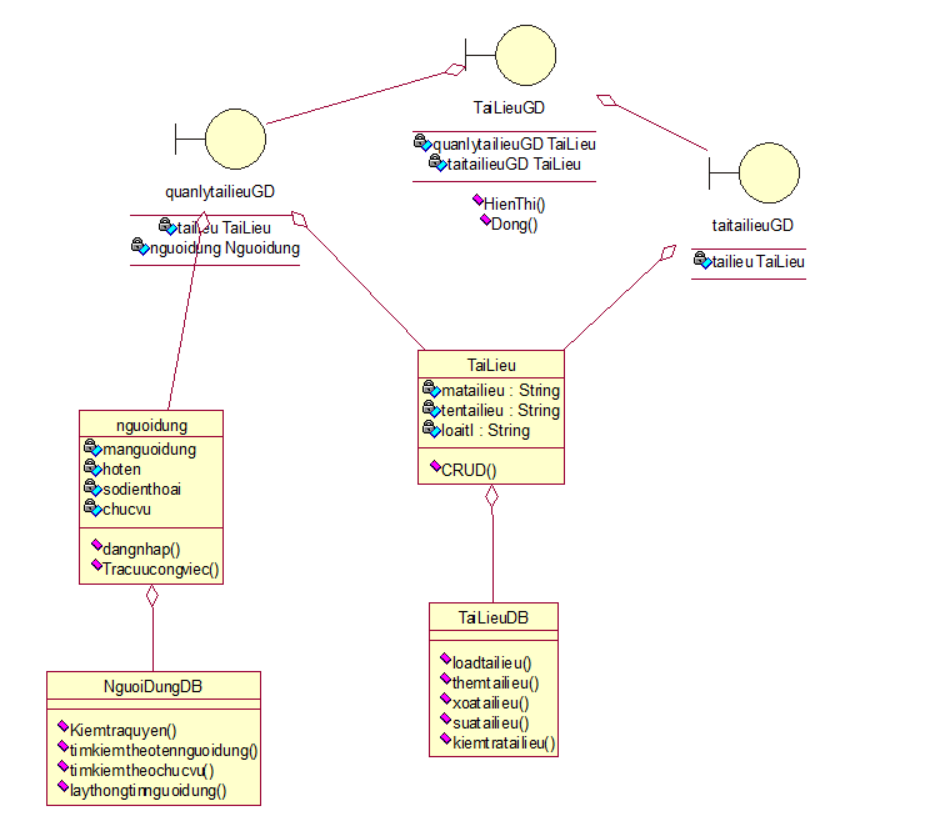 TaiLieuGD
quanlytailieuGD TaiLieu
taitailieuGD TaiLieu
HienThi()
Dong()
quanlytailieuGD
tailieu TaiLieu
nguoidung Nguoidung
taitailieuGD
tailieu TaiLieu
TaiLieu
matailieu : String
tentailieu : String
loaitl : String
CRUD()
nguoidung
manguoidung
hoten
sodienthoai
chucvu
dangnhap()
Tracuucongviec()
TaiLieuDB
loadtailieu()
themtailieu()
xoatailieu()
suatailieu()
kiemtratailieu()
NguoiDungDB
Kiemtraquyen()
timkiemtheotennguoidung()
timkiemtheochucvu()
laythongtinnguoidung()